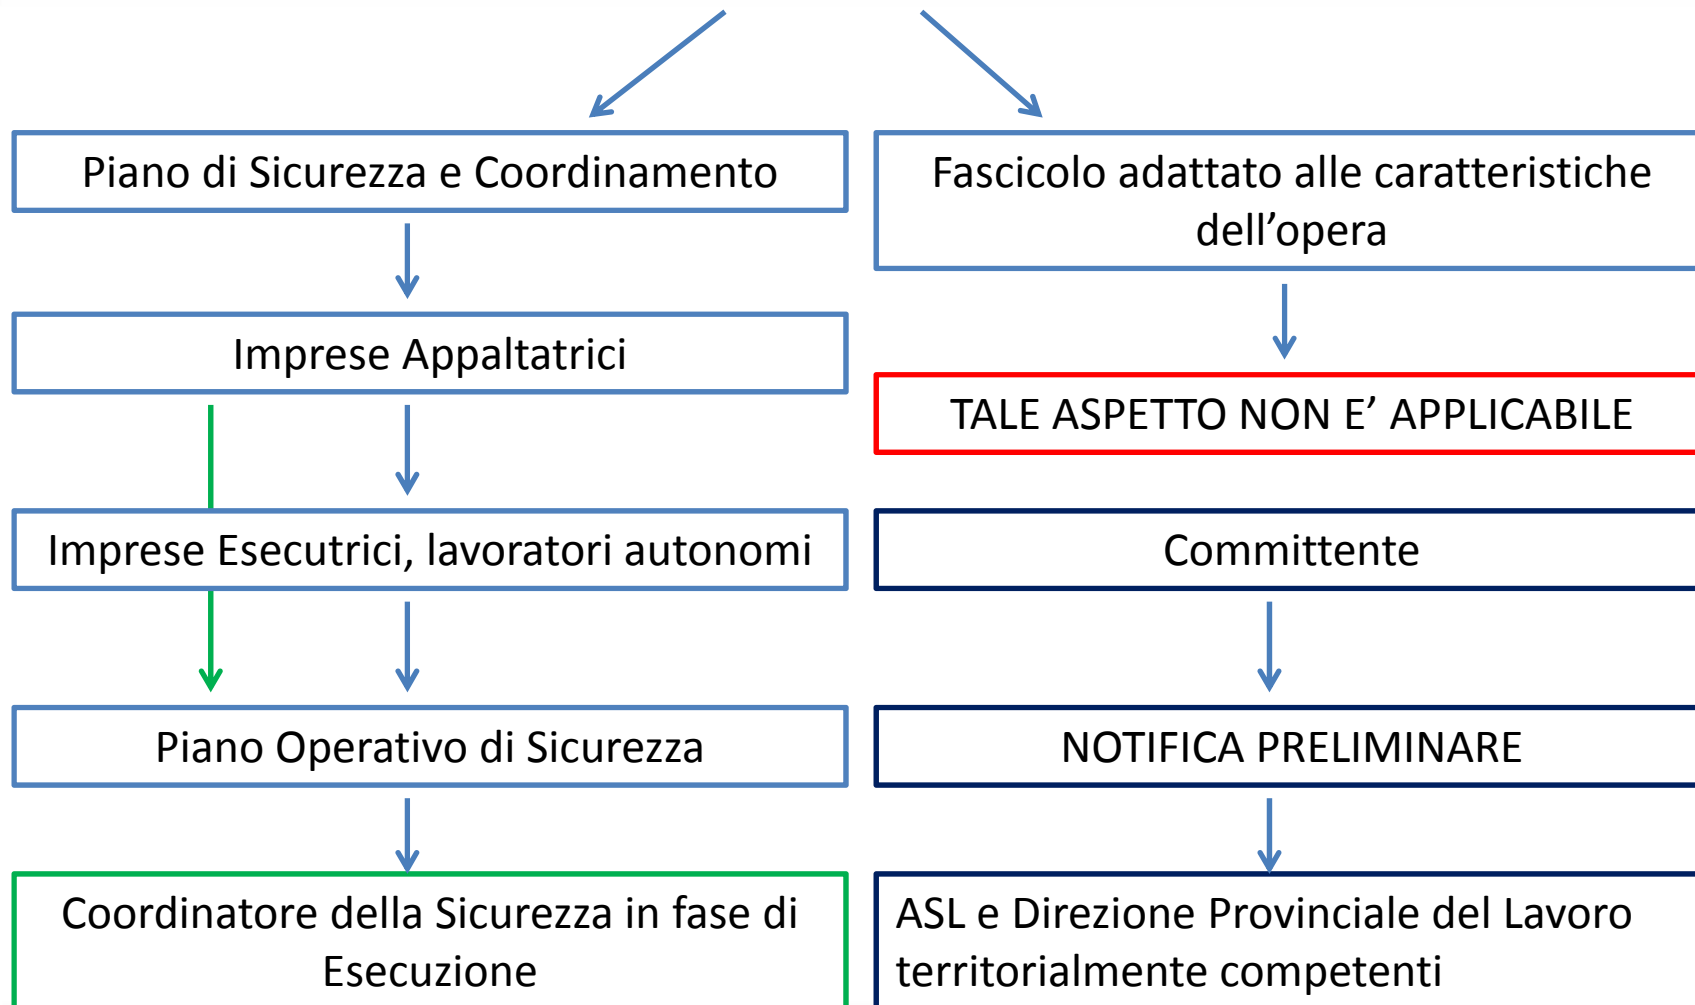 Piano di Sicurezza e Coordinamento
Fascicolo adattato alle caratteristiche
dell’opera
Imprese Appaltatrici
TALE ASPETTO NON E’ APPLICABILE
Imprese Esecutrici, lavoratori autonomi
Committente
Piano Operativo di Sicurezza
NOTIFICA PRELIMINARE
Coordinatore della Sicurezza in fase di
Esecuzione
ASL e Direzione Provinciale del Lavoro
territorialmente competenti